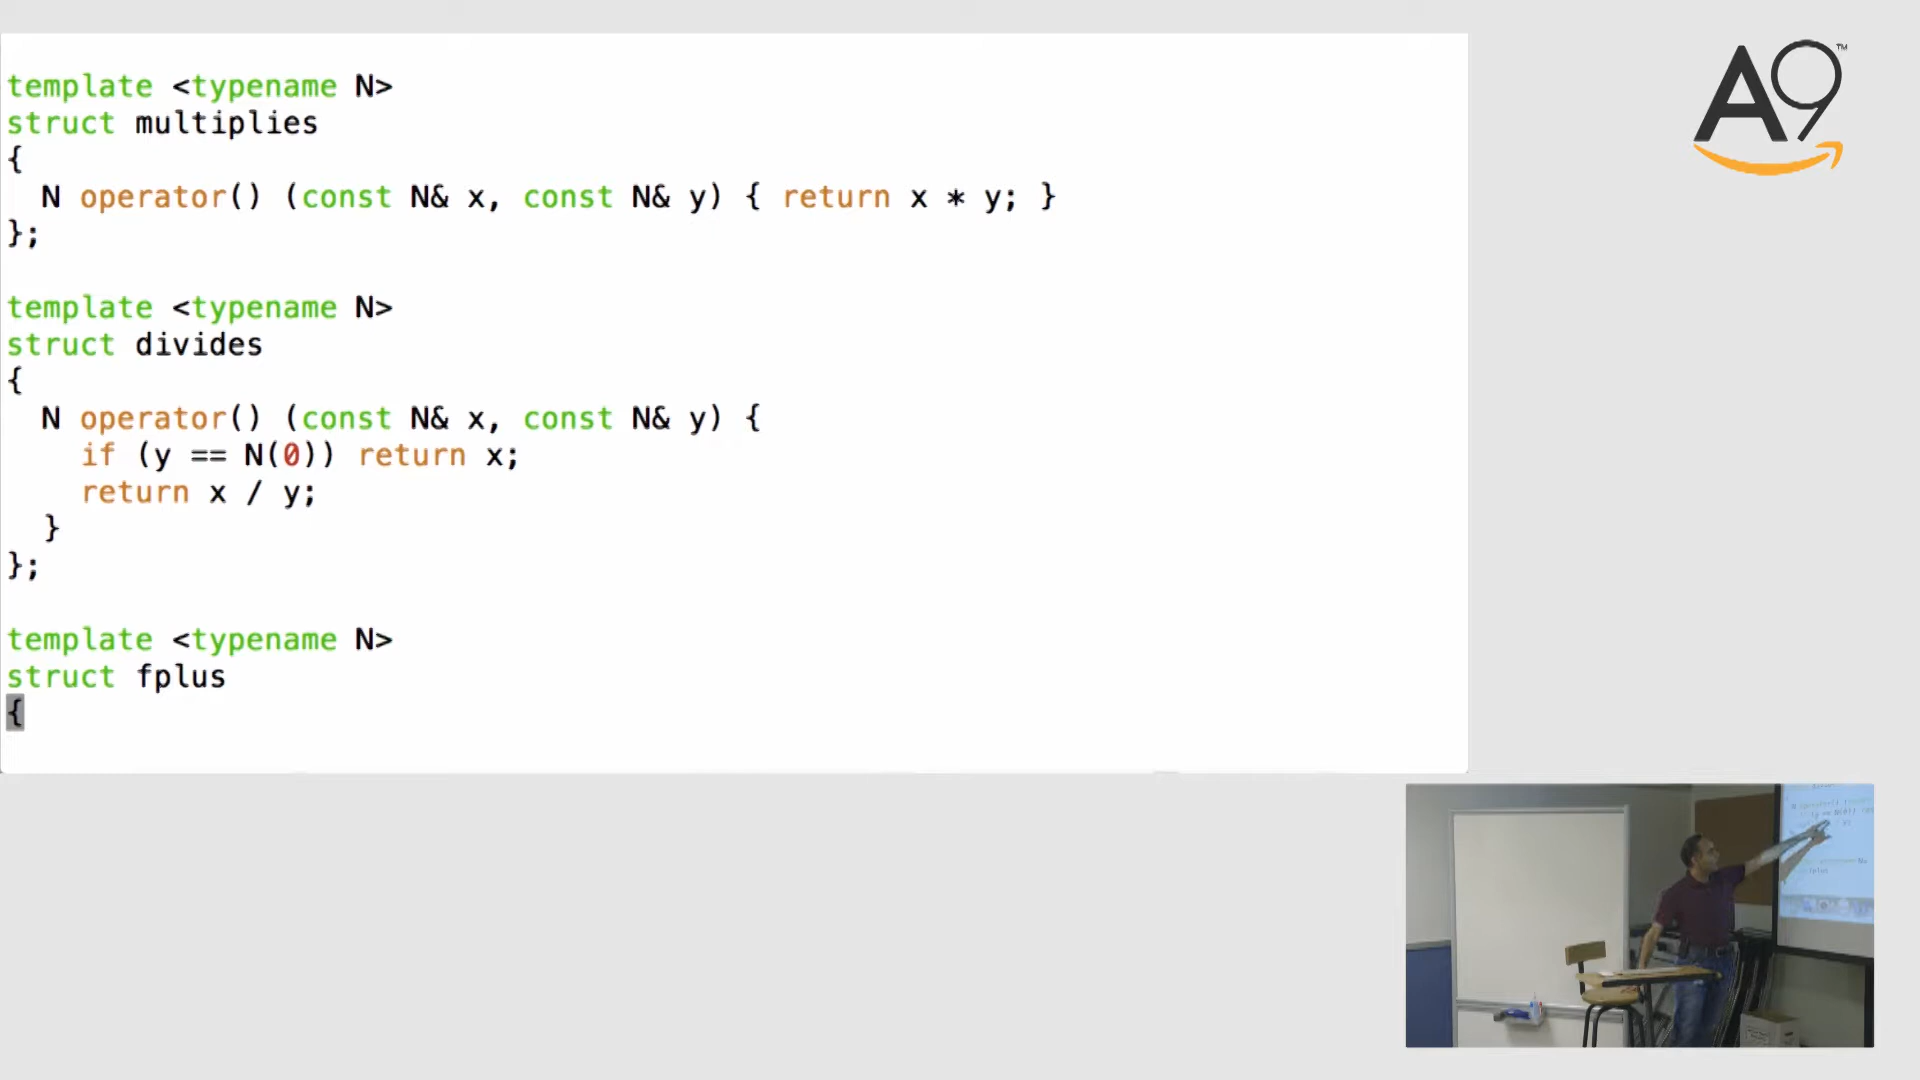 template <typename N>
struct multiplies
{
  N operator() (const N& x, const N& y) { return x * y; }
};

template <typename N>
struct divides
{
  N operator() (const N& x, const N& y) {
    if (y == N(0)) return x;
    return x / y;
  }
};

template <typename N>
struct fplus
{
A9™